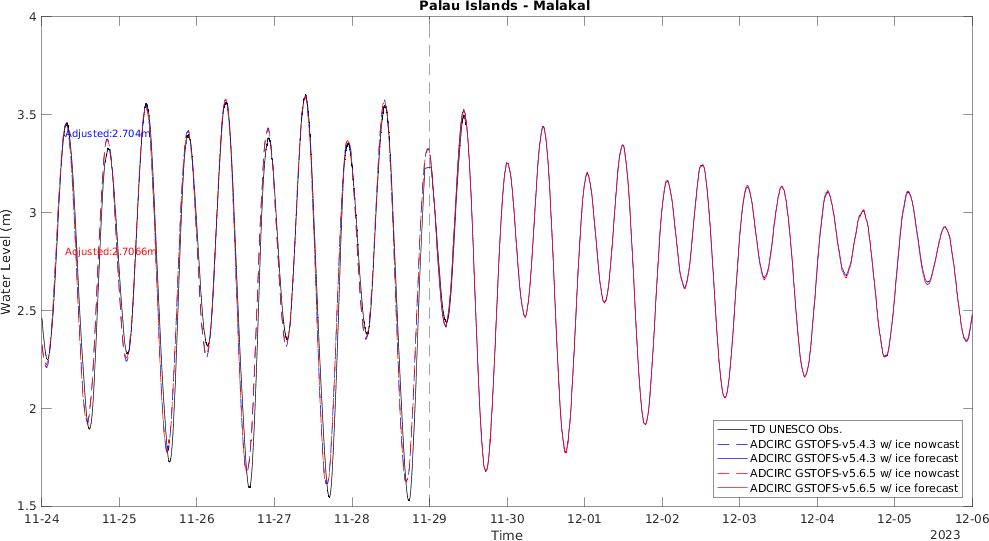 Palau Islands - Malakal
4
3.5
3
2.5
2
1.5
Water Level (m)
Adjusted:2.704m
Adjusted:2.7066m
TD UNESCO Obs.
ADCIRC GSTOFS-v5.4.3 w/ ice nowcast
ADCIRC GSTOFS-v5.4.3 w/ ice forecast
ADCIRC GSTOFS-v5.6.5 w/ ice nowcast
ADCIRC GSTOFS-v5.6.5 w/ ice forecast
11-24 11-25 11-26 11-27 11-28 11-29 11-30 12-01 12-02 12-03 12-04 12-05 12-06
Time
2023